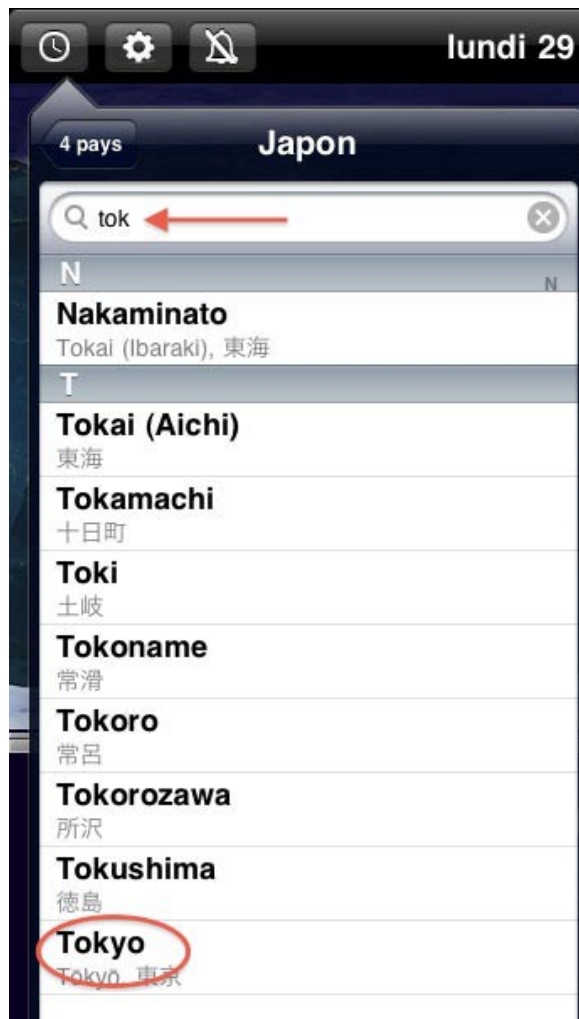 lundi 29
4 pays
Japon
tok
N
N
Nakaminato
Tokai (Ibaraki), 東海
T
Tokai (Aichi)
東海
Tokamachi
十日町
Toki
土岐
Tokoname
常滑
Tokoro
常呂
Tokorozawa
所沢
Tokushima
徳島
Tokyo
Tōkyō, 東京